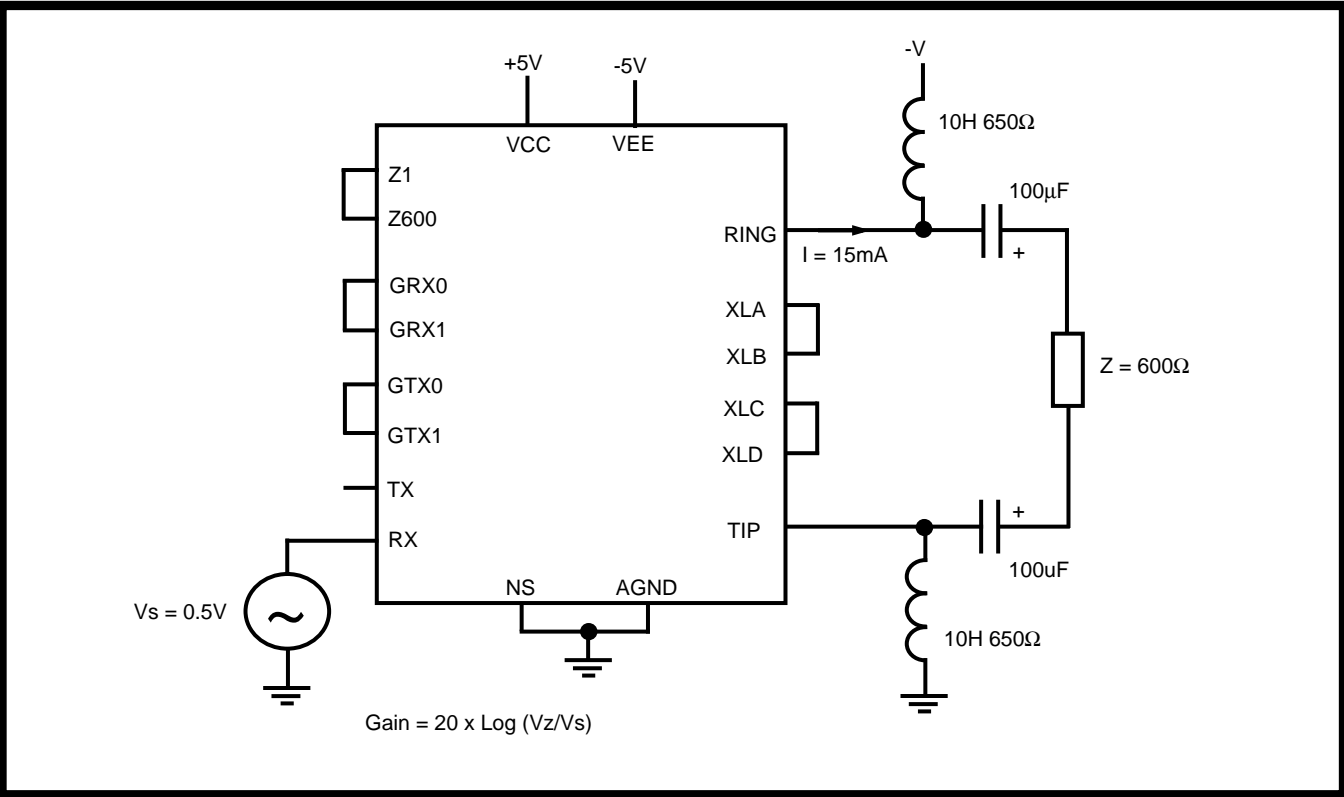 +5V
-5V
-V
VCC
VEE
10H 650Ω
Z1
Z600
100μF
+
RING
I = 15mA
GRX0
GRX1
XLA
XLB
Z = 600Ω
GTX0
GTX1
XLC
XLD
TX
RX
TIP
+
100uF
NS
AGND
Vs = 0.5V
~
10H 650Ω
Gain = 20 x Log (Vz/Vs)